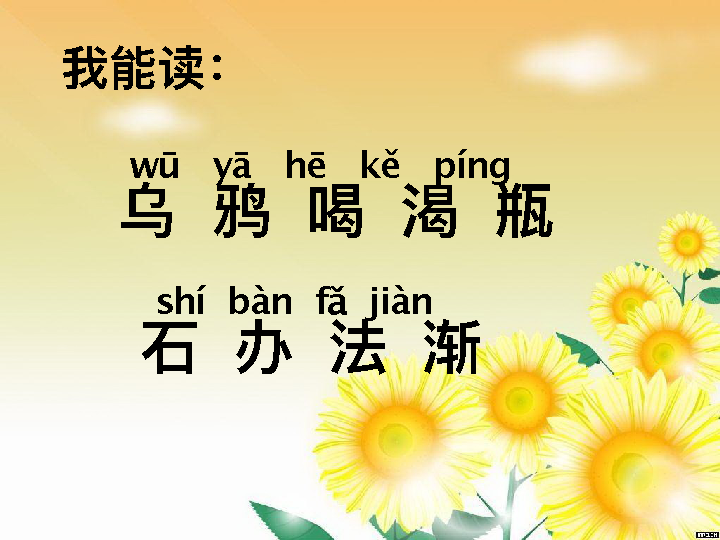 我能读：
wū yā hē kě píng
乌 鸦 喝 渴 瓶
shí bàn fǎ jiàn
石 办 法 渐